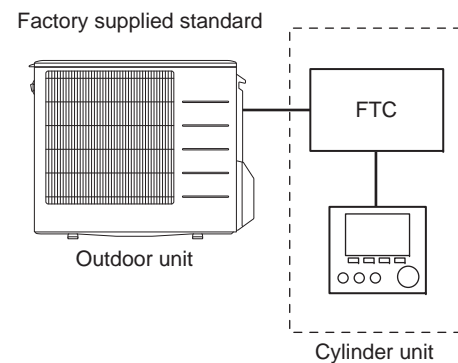 Factory supplied standard
FTC
Outdoor unit
Cylinder unit